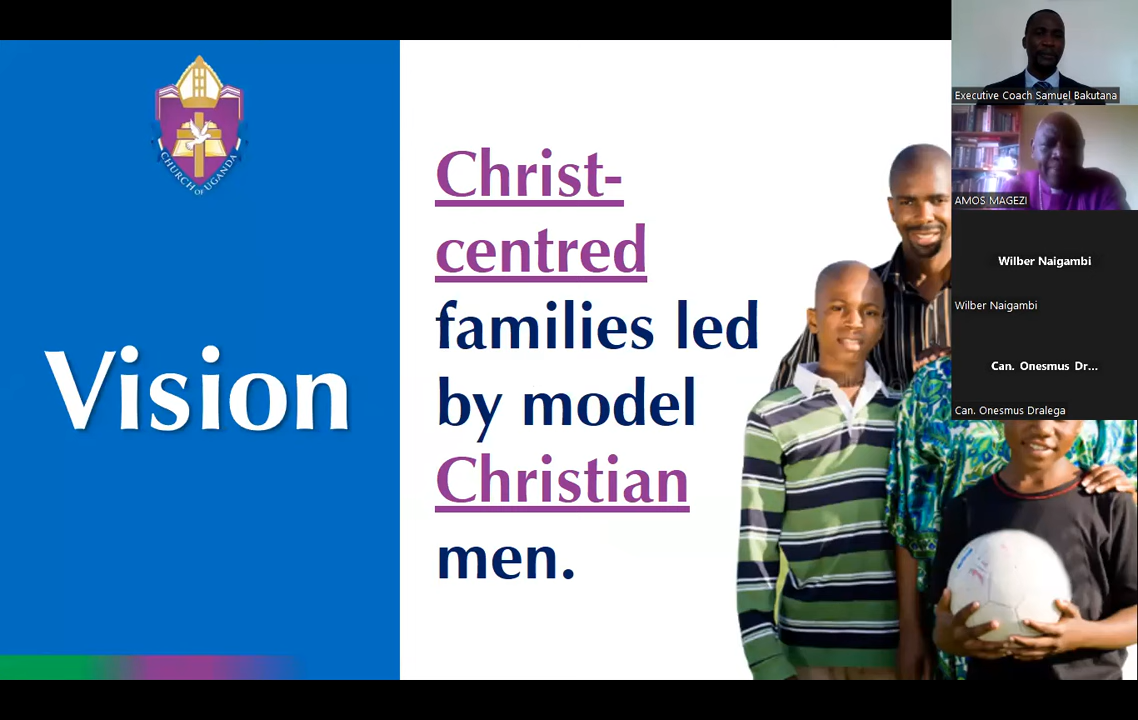 CHURCH OF UGANDA
Vision
Christ-
centred
families led
by model
Christian
men.
Executive Coach Samuel Bakutana
AMOS MAGEZI
Wilber Naigambi
Wilber Naigambi
Can. Onesmus Dr...
Can. Onesmus Dralega